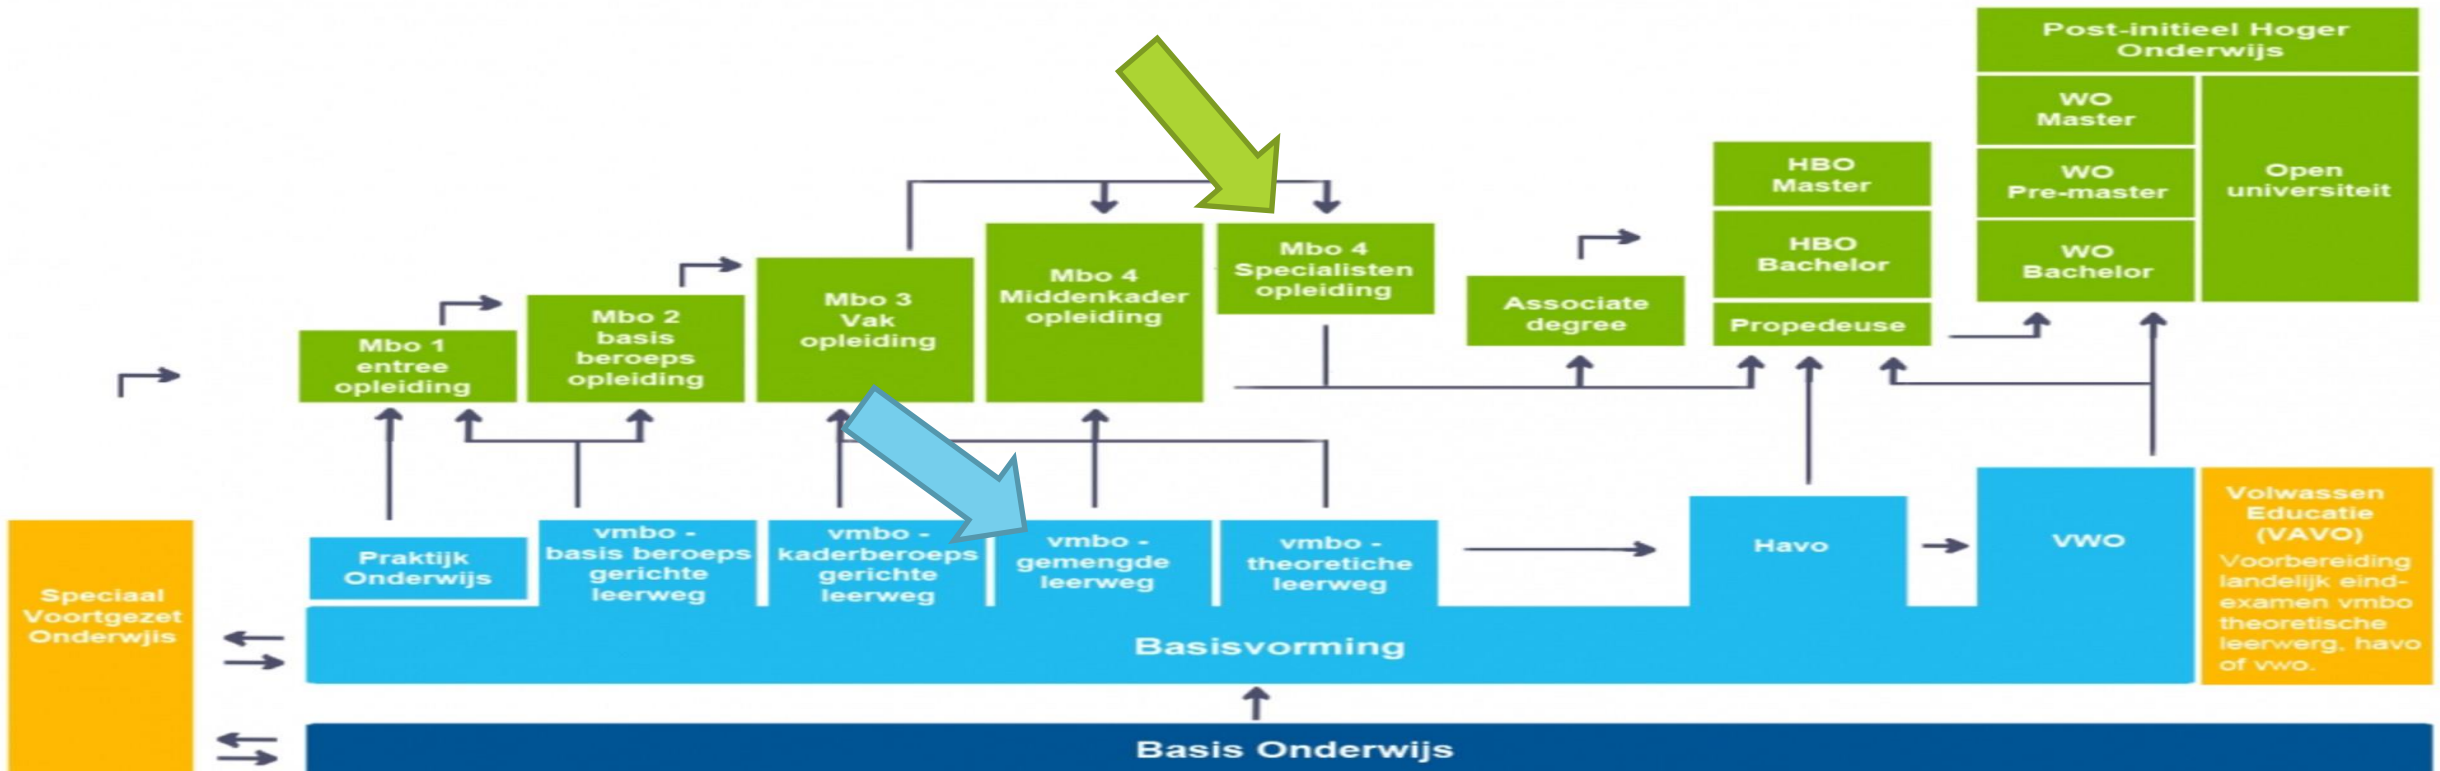 Post-initieel Hoger
Onderwijs
WO
Master
WO
Pre-master
WO
Bachelor
Open
universiteit
HBO
Master
HBO
Bachelor
Propedeuse
Associate
degree
Mbo 4
Specialisten
opleiding
Mbo 4
Middenkader
opleiding
Mbo 3
Vak
opleiding
Mbo 2
basis
beroeps
opleiding
Mbo 1
entree
opleiding
Speciaal
Voortgezet
Onderwjis
Praktijk
Onderwijs
vmbo -
basis beroeps
gerichte
leerweg
vmbo -
kaderberoeps
gerichte
leerweg
vmbo -
gemengde
leerweg
vmbo -
theoretiche
leerweg
Havo
VWO
Volwassen
Educatie
(VAVO)
Voorbereiding
landelijk eind-
examen vmbo
theoretische
leerwerg, havo
of vwo.
Basisvorming
Basis Onderwijs